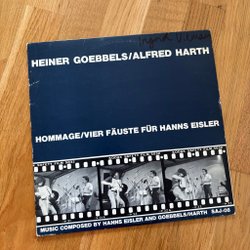 HEINER GOEBBELS/ALFRED HARTH
HOMMAGE/VIER FÄUSTE FÜR HANNS EISLER
MUSIC COMPOSED BY HANNS EISLER AND GOEBBELS/HARTH SAJ-08